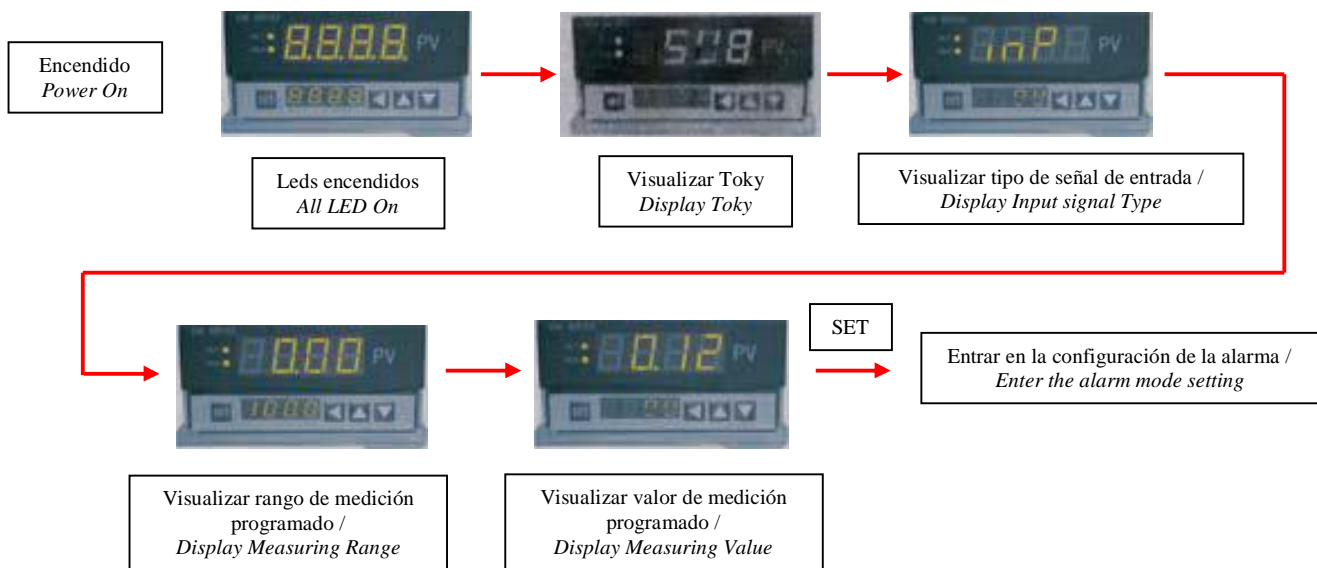 Encendido
Power On
8.8.8.8
PV
8888
Leds encendidos
All LED On
PV
Visualizar Toky
Display Toky
inP
PV
Visualizar tipo de señal de entrada /
Display Input signal Type
0.00
PV
Visualizar rango de medición
programado /
Display Measuring Range
0.12
PV
Visualizar valor de medición
programado /
Display Measuring Value
SET
Entrar en la configuración de la alarma /
Enter the alarm mode setting